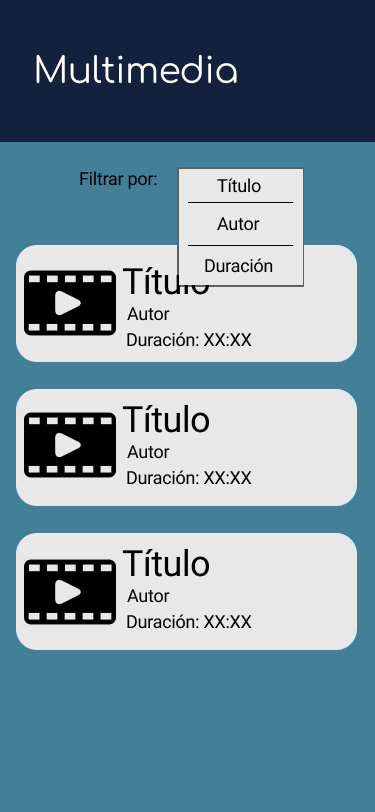 Multimedia
Filtrar por:
Título
Autor
Duración
Título
Autor
Duración: XX:XX
Título
Autor
Duración: XX:XX
Título
Autor
Duración: XX:XX